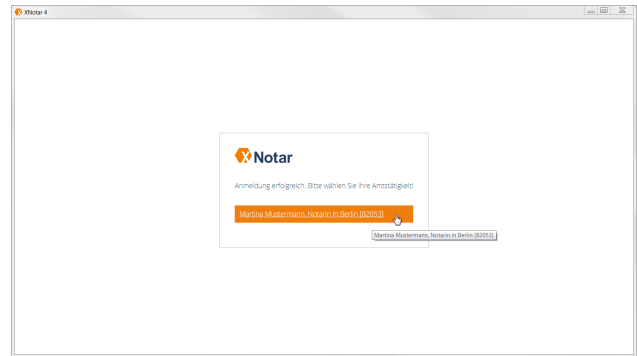 XNotar 4
XNotar
Anmeldung erfolgreich. Bitte wählen Sie Ihre Amtstätigkeit!
Martina Mustermann, Notarin in Berlin [82053]
Martina Mustermann, Notarin in Berlin [82053]